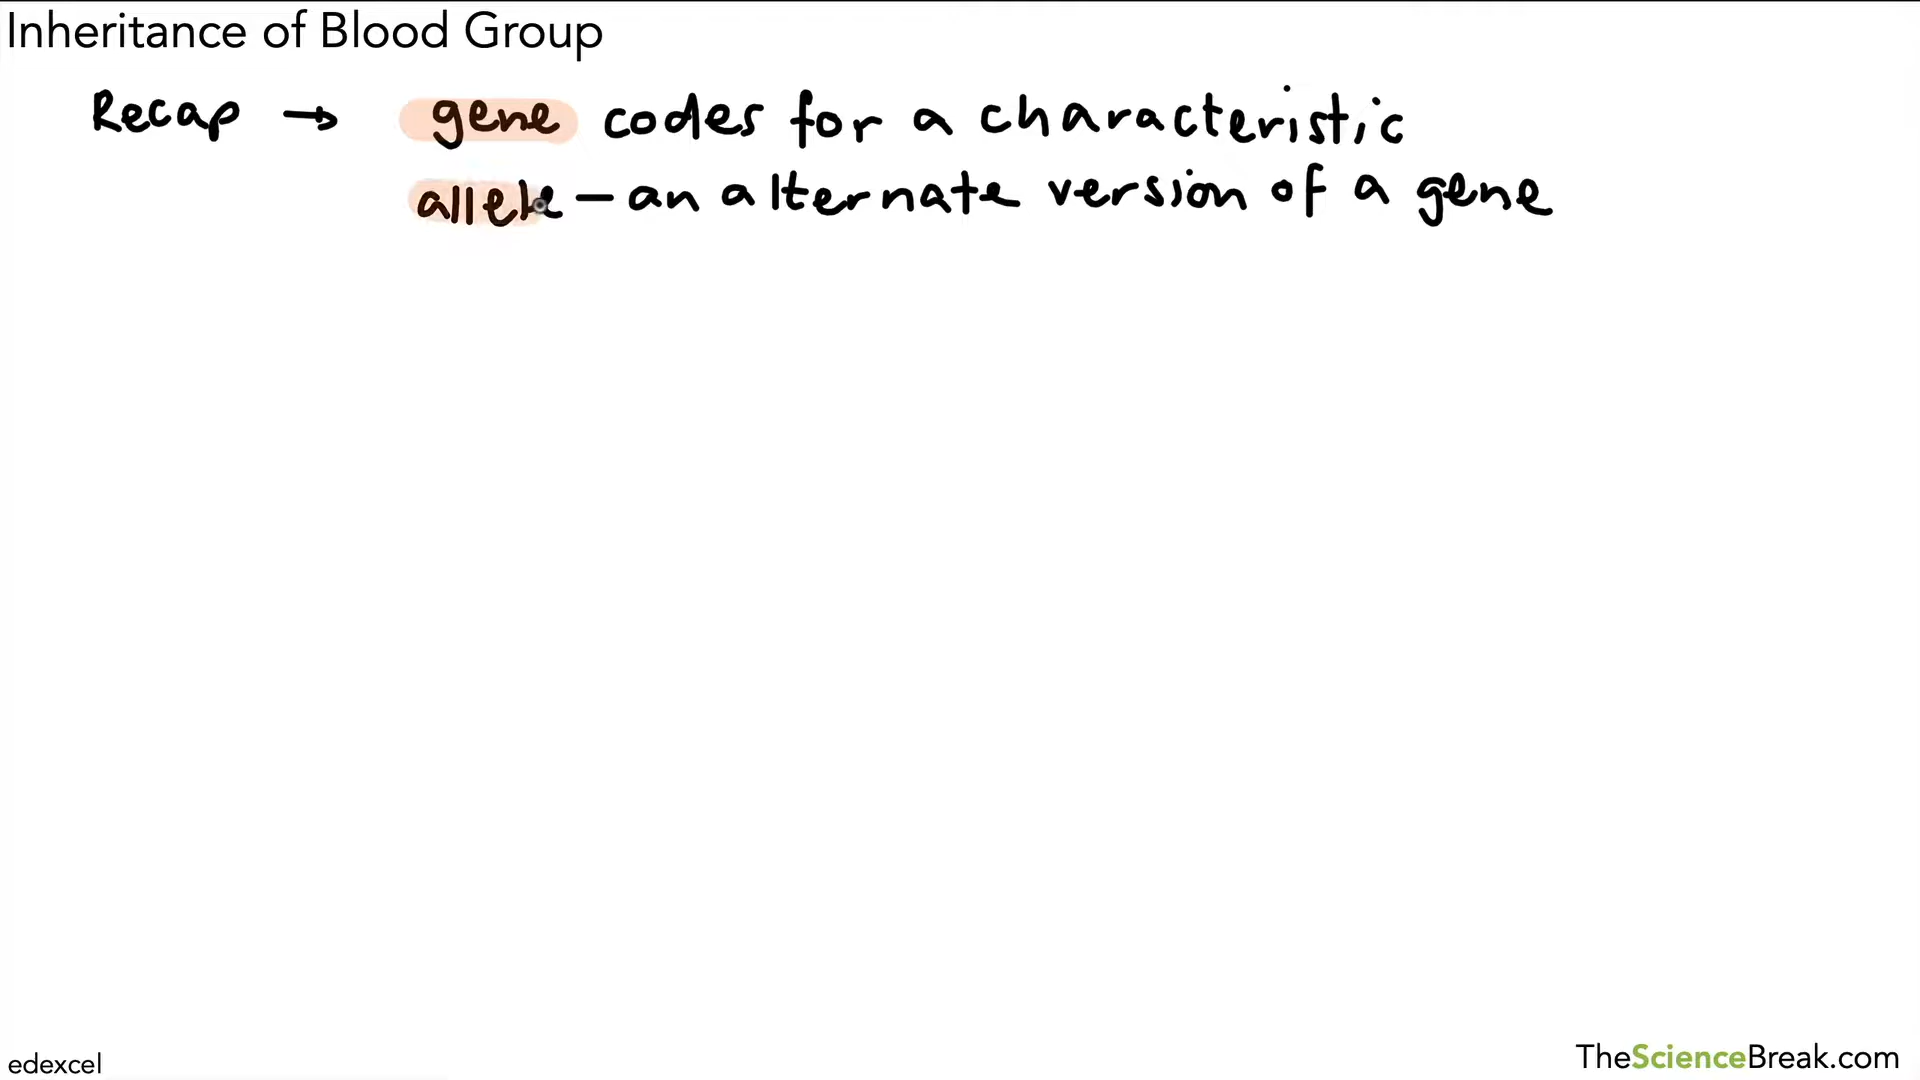 Inheritance of Blood Group
Recap → gene codes for a characteristic
allele – an alternate version of a gene
edexcel
TheScienceBreak.com